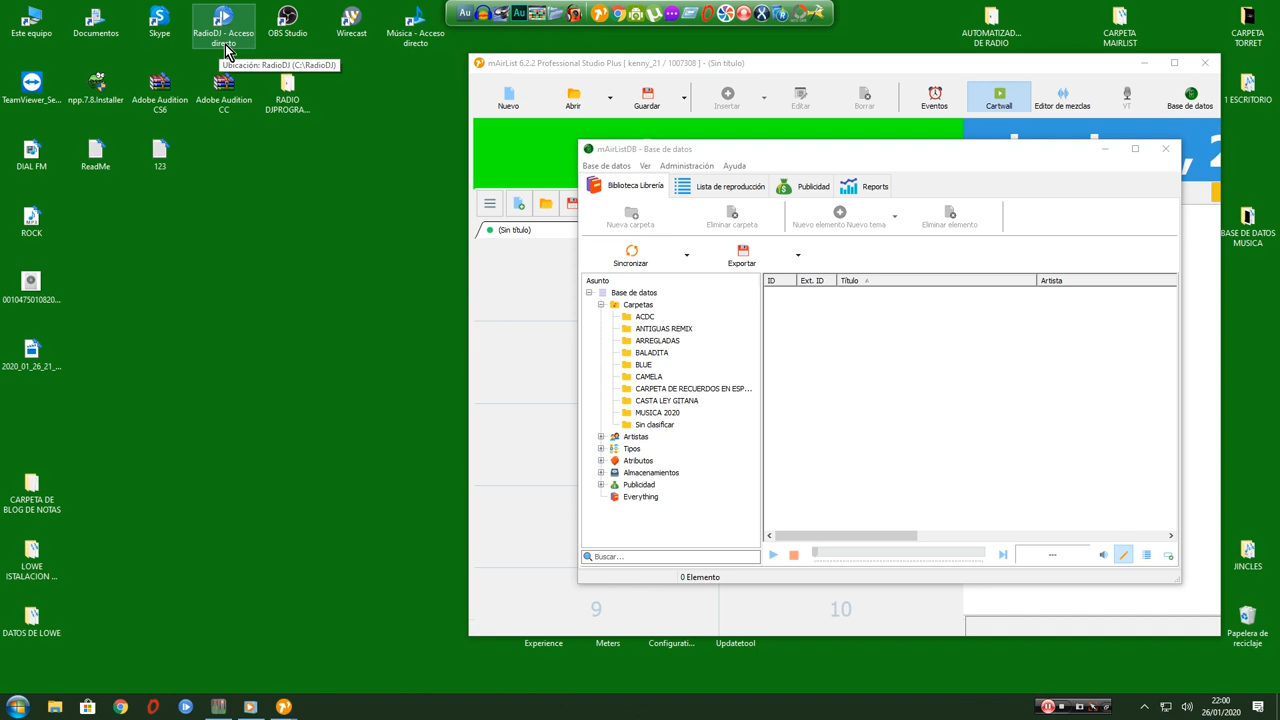 Este equipo
Documentos
Skype
RadioDJ - Acceso
directo
OBS Studio
Wirecast
Música - Acceso
directo
Ubicación: RadioDJ (C:\RadioDJ)
AUTOMATIZAD...
DE RADIO
CARPETA
MAIRLIST
CARPETA
TORRET
TeamViewer_Se...
npp.7.8.Installer
Adobe Audition
CS6
Adobe Audition
CC
RADIO
DJPROGRA...
1 ESCRITORIO
DIAL FM
ReadMe
123
ROCK
BASE DE DATOS
MUSICA
0010475010820...
2020_01_26_21_...
CARPETA DE
BLOG DE NOTAS
LOWE
ISTALACION ...
DATOS DE LOWE
JINCLES
Papelera de
reciclaje
mAirList 6.2.2 Professional Studio Plus [ kenny_21 / 1007308 ] - (Sin título)
Nuevo
Abrir
Guardar
Insertar
Editar
Borrar
Eventos
Cartwall
Editor de mezclas
VT
Base de datos
(Sin título)
mAirListDB - Base de datos
Base de datos
Ver
Administración
Ayuda
Biblioteca Librería
Lista de reproducción
Publicidad
Reports
Nueva carpeta
Eliminar carpeta
Nuevo elemento Nuevo tema
Eliminar elemento
Sincronizar
Exportar
Asunto
ID
Ext. ID
Título
Artista
Base de datos
Carpetas
ACDC
ANTIGUAS REMIX
ARREGLADAS
BALADITA
BLUE
CAMELA
CARPETA DE RECUERDOS EN ESP...
CASTA LEY GITANA
MUSICA 2020
Sin clasificar
Artistas
Tipos
Atributos
Almacenamientos
Publicidad
Everything
Buscar...
---
0 Elemento
9
10
Experience
Meters
Configurati...
Updatetool
22:00
26/01/2020